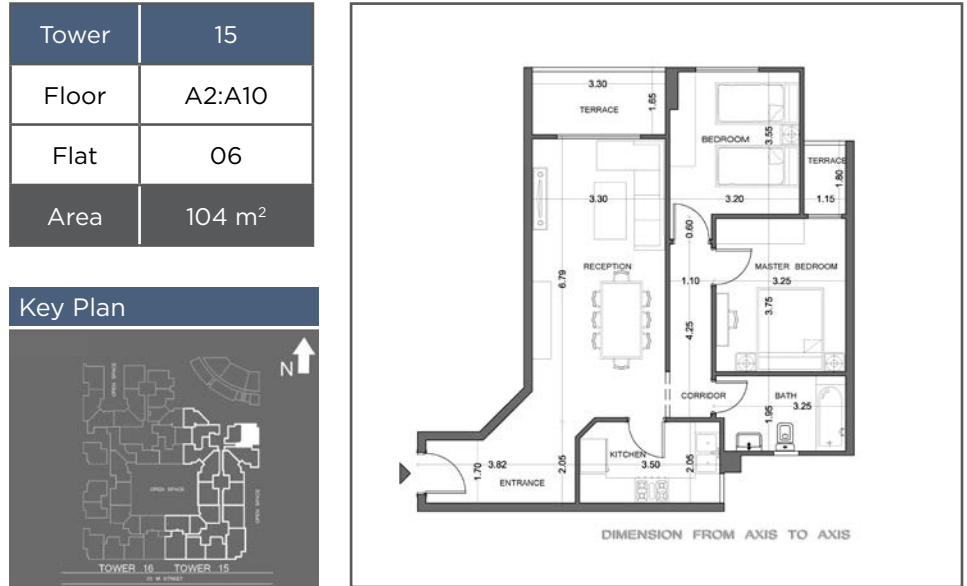 Tower 15
Floor A2:A10
Flat 06
Area 104 m²
Key Plan
N
OPEN SPACE
OPEN SPACE
OPEN SPACE
TOWER 16 TOWER 15
3.30
1.65
TERRACE
BEDROOM
3.55
3.20
TERRACE
1.80
1.15
3.30
0.60
RECEPTION
6.79
1.10
MASTER BEDROOM
3.25
3.75
4.25
CORRIDOR
BATH
3.25
1.95
KITCHEN
3.50
2.05
3.82
1.70
2.05
ENTRANCE
DIMENSION FROM AXIS TO AXIS